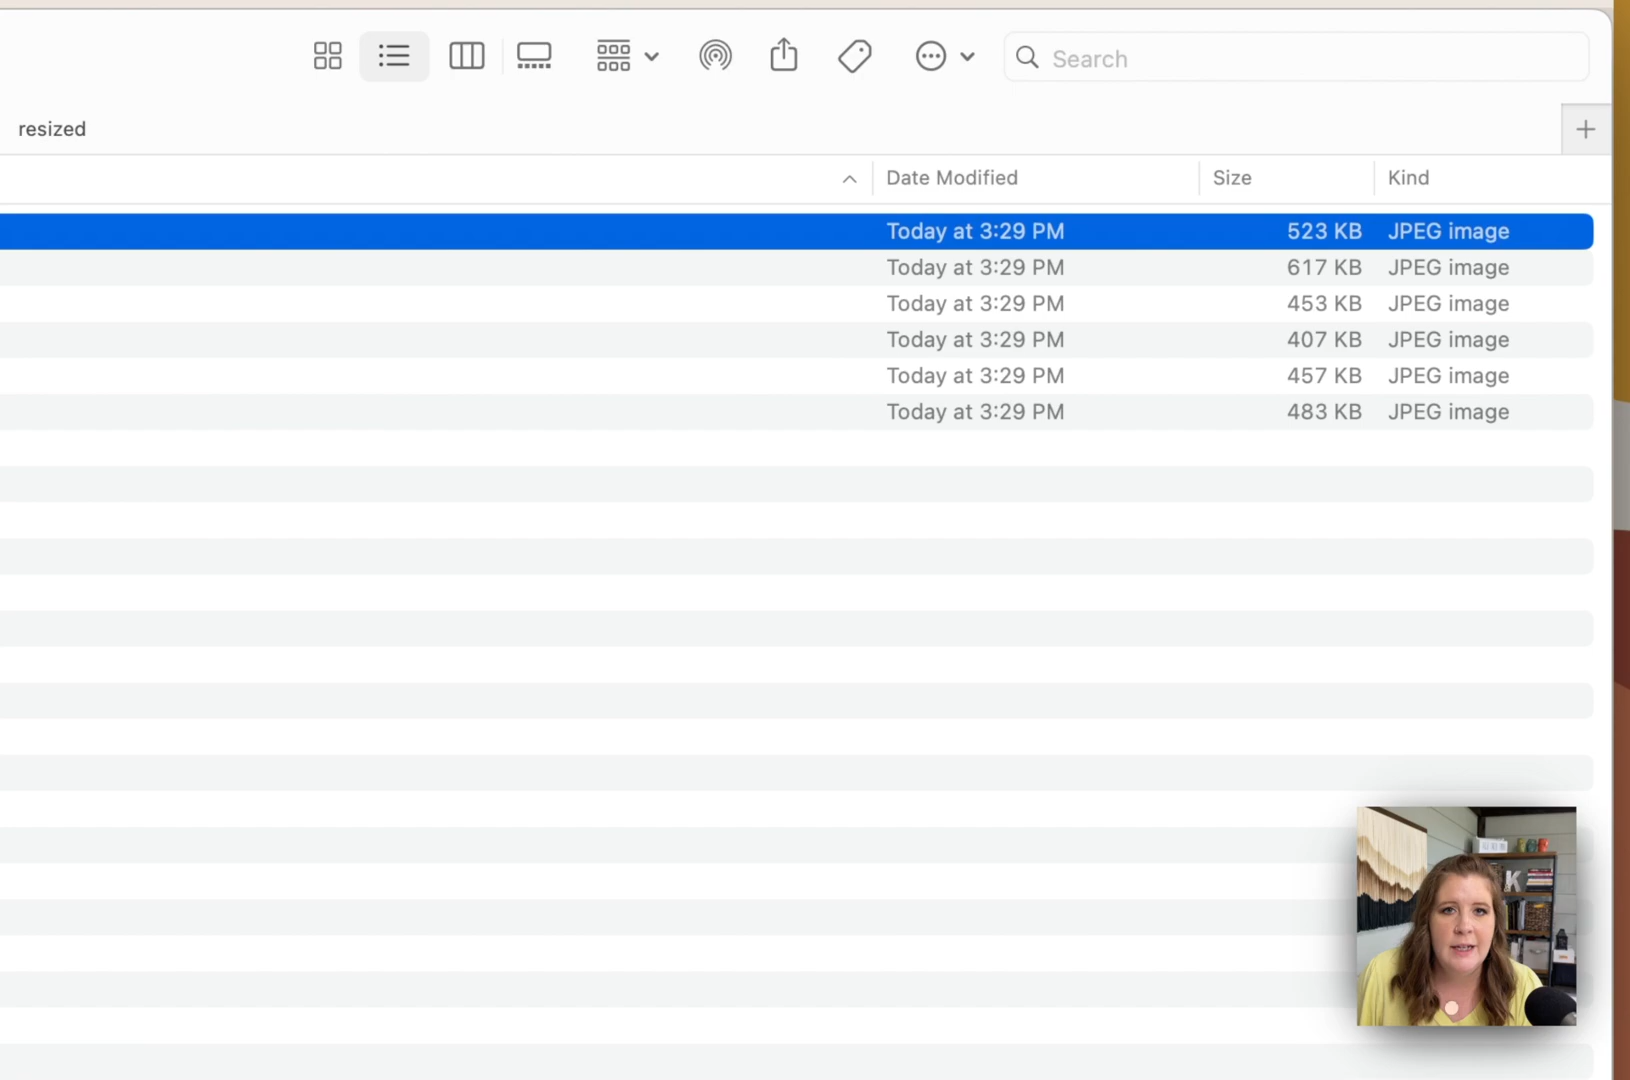 Search
resized
Date Modified Size Kind
Today at 3:29 PM 523 KB JPEG image
Today at 3:29 PM 617 KB JPEG image
Today at 3:29 PM 453 KB JPEG image
Today at 3:29 PM 407 KB JPEG image
Today at 3:29 PM 457 KB JPEG image
Today at 3:29 PM 483 KB JPEG image
K